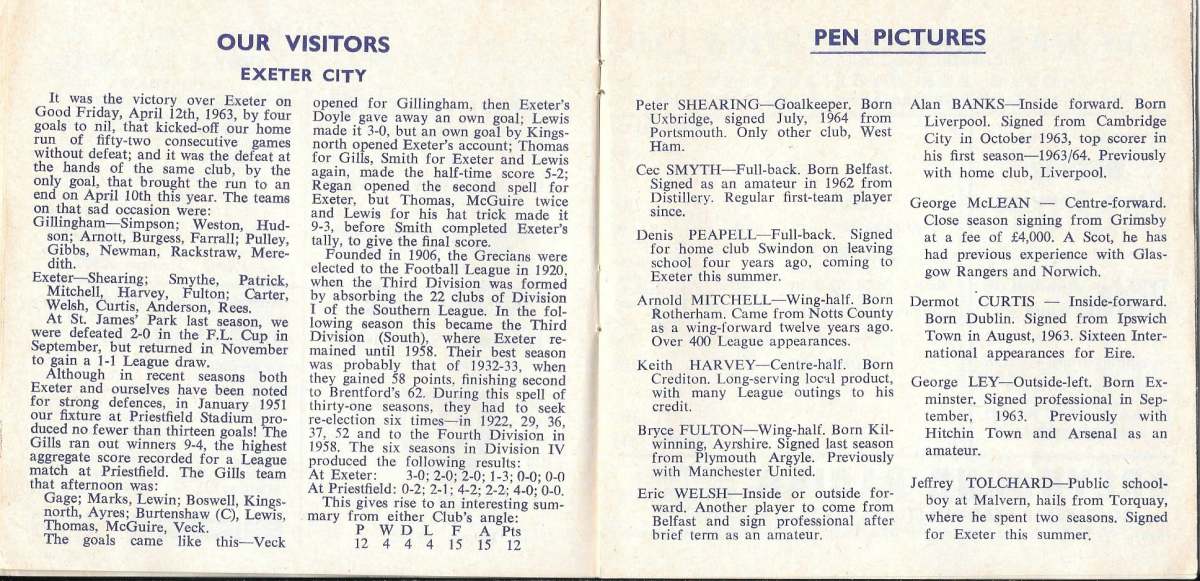 OUR VISITORS
EXETER CITY
It was the victory over Exeter on
Good Friday, April 12th, 1963, by four
goals to nil, that kicked-off our home
run of fifty-two consecutive games
without defeat; and it was the defeat at
the hands of the same club, by the
only goal, that brought the run to an
end on April 10th this year. The teams
on that sad occasion were:
Gillingham—Simpson; Weston, Hud-
son; Arnott, Burgess, Farrall; Pulley,
Gibbs, Newman, Rackstraw, Mere-
dith.
Exeter—Shearing; Smythe, Patrick,
Mitchell, Harvey, Fulton; Carter,
Welsh, Curtis, Anderson, Rees.
At St. James' Park last season, we
were defeated 2-0 in the F.L. Cup in
September, but returned in November
to gain a 1-1 League draw.
Although in recent seasons both
Exeter and ourselves have been noted
for strong defences, in January 1951
our fixture at Priestfield Stadium pro-
duced no fewer than thirteen goals! The
Gills ran out winners 9-4, the highest
aggregate score recorded for a League
match at Priestfield. The Gills team
that afternoon was:
Gage; Marks, Lewin; Boswell, Kings-
north, Ayres; Burtenshaw (C), Lewis,
Thomas, McGuire, Veck.
The goals came like this—Veck
opened for Gillingham, then Exeter's
Doyle gave away an own goal; Lewis
made it 3-0, but an own goal by Kings-
north opened Exeter's account; Thomas
for Gills, Smith for Exeter and Lewis
again, made the half-time score 5-2;
Regan opened the second spell for
Exeter, but Thomas, McGuire twice
and Lewis for his hat trick made it
9-3, before Smith completed Exeter's
tally, to give the final score.
Founded in 1906, the Grecians were
elected to the Football League in 1920,
when the Third Division was formed
by absorbing the 22 clubs of Division
I of the Southern League. In the fol-
lowing season this became the Third
Division (South), where Exeter re-
mained until 1958. Their best season
was probably that of 1932-33, when
they gained 58 points, finishing second
to Brentford's 62. During this spell of
thirty-one seasons, they had to seek
re-election six times—in 1922, 29, 36,
37, 52 and to the Fourth Division in
1958. The six seasons in Division IV
produced the following results:
At Exeter: 3-0; 2-0; 2-0; 1-3; 0-0; 0-0
At Priestfield: 0-2; 2-1; 4-2; 2-2; 4-0; 0-0.
This gives rise to an interesting sum-
mary from either Club's angle:
P W D L F A Pts
12 4 4 4 15 15 12
PEN PICTURES
Peter SHEARING—Goalkeeper. Born
Uxbridge, signed July, 1964 from
Portsmouth. Only other club, West
Ham.
Cec SMYTH—Full-back. Born Belfast.
Signed as an amateur in 1962 from
Distillery. Regular first-team player
since.
Denis PEAPELL—Full-back. Signed
for home club Swindon on leaving
school four years ago, coming to
Exeter this summer.
Arnold MITCHELL—Wing-half. Born
Rotherham. Came from Notts County
as a wing-forward twelve years ago.
Over 400 League appearances.
Keith HARVEY—Centre-half. Born
Crediton. Long-serving local product,
with many League outings to his
credit.
Bryce FULTON—Wing-half. Born Kil-
winning, Ayrshire. Signed last season
from Plymouth Argyle. Previously
with Manchester United.
Eric WELSH—Inside or outside for-
ward. Another player to come from
Belfast and sign professional after
brief term as an amateur.
Alan BANKS—Inside forward. Born
Liverpool. Signed from Cambridge
City in October 1963, top scorer in
his first season—1963/64. Previously
with home club, Liverpool.
George McLEAN — Centre-forward.
Close season signing from Grimsby
at a fee of £4,000. A Scot, he has
had previous experience with Glas-
gow Rangers and Norwich.
Dermot CURTIS — Inside-forward.
Born Dublin. Signed from Ipswich
Town in August, 1963. Sixteen Inter-
national appearances for Eire.
George LEY—Outside-left. Born Ex-
minster. Signed professional in Sep-
tember, 1963. Previously with
Hitchin Town and Arsenal as an
amateur.
Jeffrey TOLCHARD—Public school-
boy at Malvern, hails from Torquay,
where he spent two seasons. Signed
for Exeter this summer.